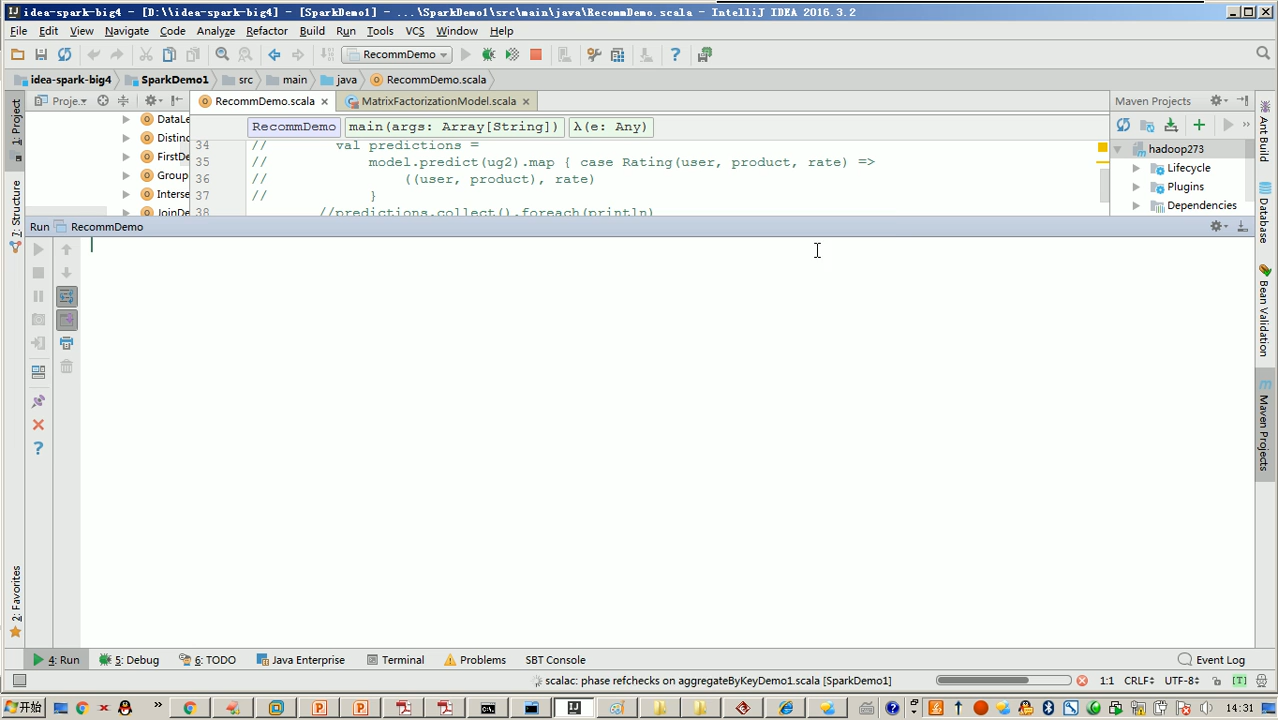 idea-spark-big4 - [D:\\idea-spark-big4] - [SparkDemo1] - ...\SparkDemo1\src\main\java\RecommDemo.scala - IntelliJ IDEA 2016.3.2
File Edit View Navigate Code Analyze Refactor Build Run Tools VCS Window Help
RecommDemo
idea-spark-big4 SparkDemo1 src main java RecommDemo.scala
Proje... RecommDemo.scala MatrixFactorizationModel.scala Maven Projects
RecommDemo main(args: Array[String]) λ(e: Any)
DataLe
Distinc
FirstDe
Group
Interse
JoinDe
34 // val predictions =
35 // model.predict(ug2).map { case Rating(user, product, rate) =>
36 // ((user, product), rate)
37 // }
38 //predictions.collect().foreach(println)
hadoop273
Lifecycle
Plugins
Dependencies
Run RecommDemo
1: Project
7: Structure
2: Favorites
Ant Build
Database
Bean Validation
Maven Projects
4: Run 5: Debug 6: TODO Java Enterprise Terminal Problems SBT Console Event Log
scalac: phase refchecks on aggregateByKeyDemo1.scala [SparkDemo1] 1:1 CRLF UTF-8 [T]
开始 14:31